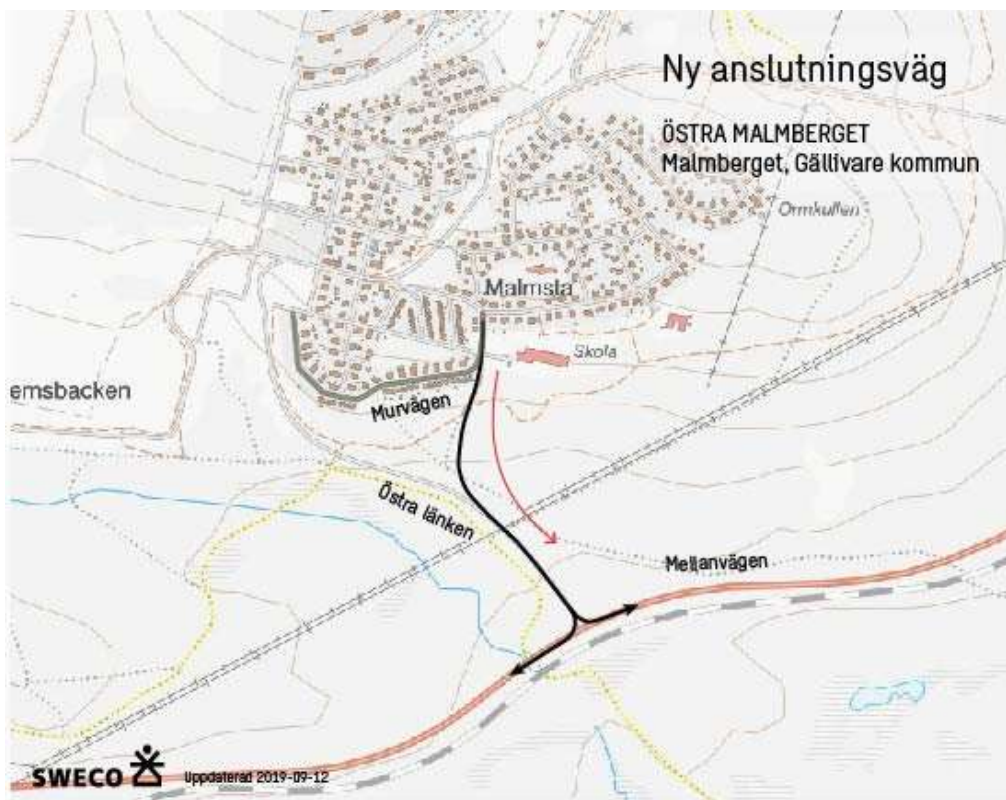 Ny anslutningsväg
ÖSTRA MALMBERGET
Malmberget, Gällivare kommun
Ormkullen
Malmsta
Skola
emsbacken
Murvägen
Östra länken
Mellanvägen
SWECO
Uppdaterad 2019-09-12